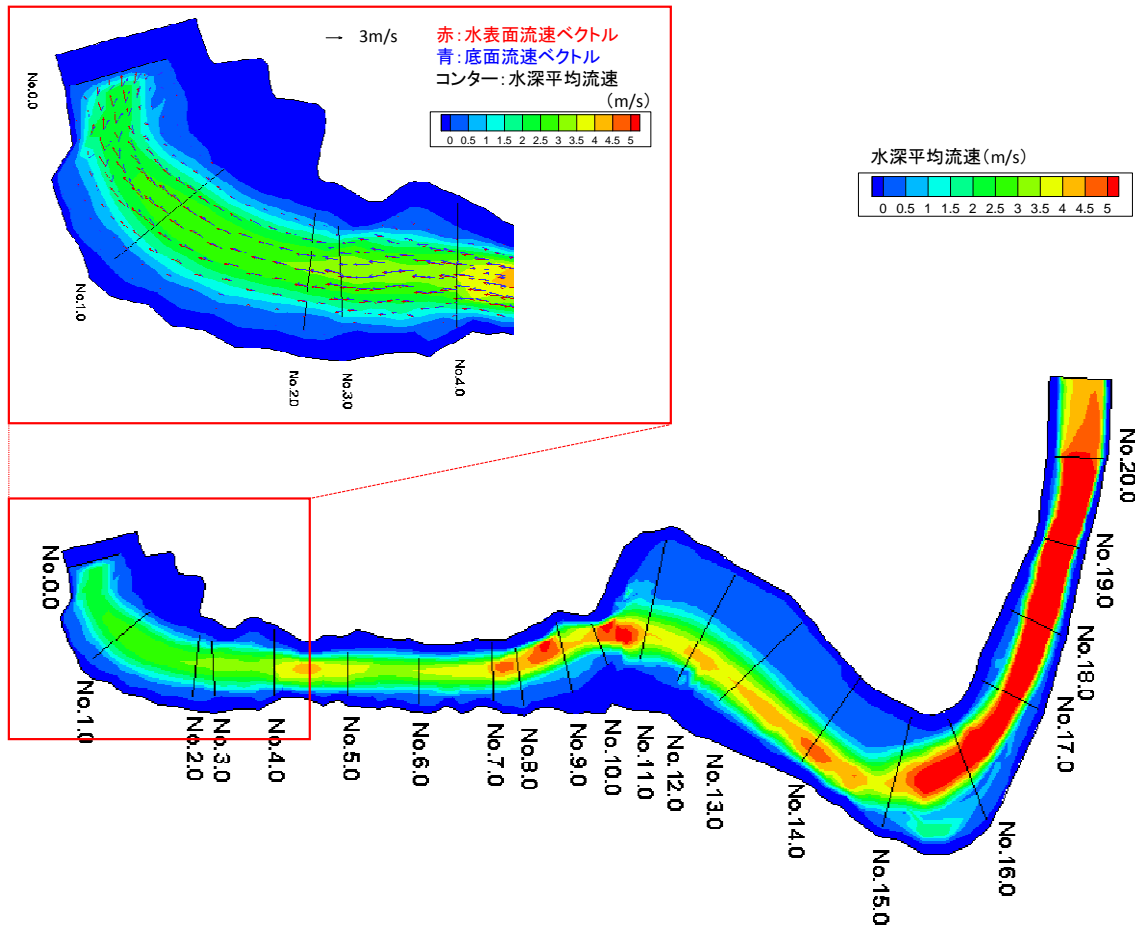 → 3m/s
赤：水表面流速ベクトル
青：底面流速ベクトル
コンター：水深平均流速
(m/s)
0 0.5 1 1.5 2 2.5 3 3.5 4 4.5 5
No.0.0
No.1.0
No.2.0
No.3.0
No.4.0
水深平均流速(m/s)
0 0.5 1 1.5 2 2.5 3 3.5 4 4.5 5
No.0.0
No.1.0
No.2.0
No.3.0
No.4.0
No.5.0
No.6.0
No.7.0
No.8.0
No.9.0
No.10.0
No.11.0
No.12.0
No.13.0
No.14.0
No.15.0
No.16.0
No.17.0
No.18.0
No.19.0
No.20.0